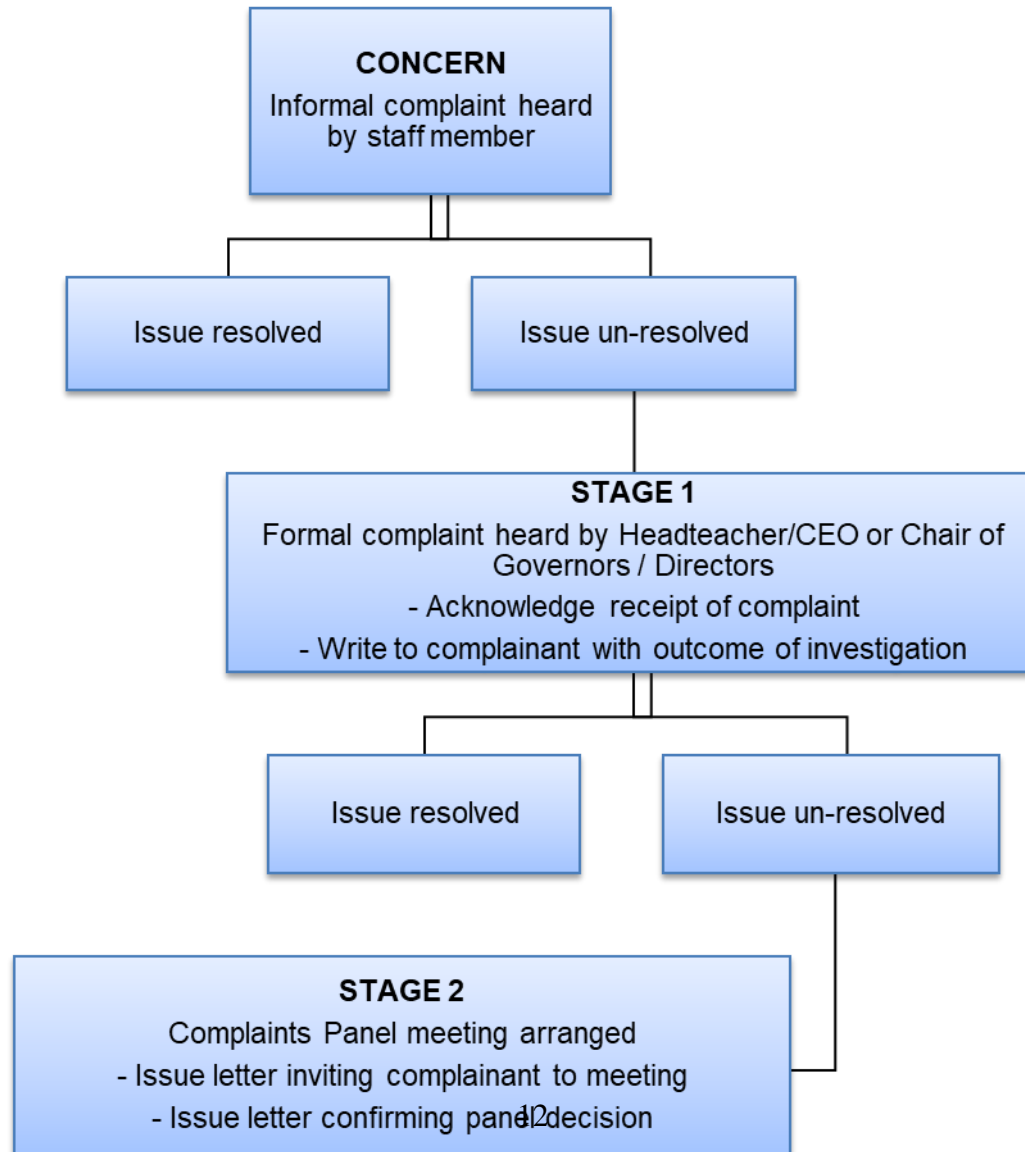 CONCERN
Informal complaint heard
by staff member
Issue resolved
Issue un-resolved
STAGE 1
Formal complaint heard by Headteacher/CEO or Chair of
Governors / Directors
- Acknowledge receipt of complaint
- Write to complainant with outcome of investigation
Issue resolved
Issue un-resolved
STAGE 2
Complaints Panel meeting arranged
- Issue letter inviting complainant to meeting
- Issue letter confirming panel decision
12